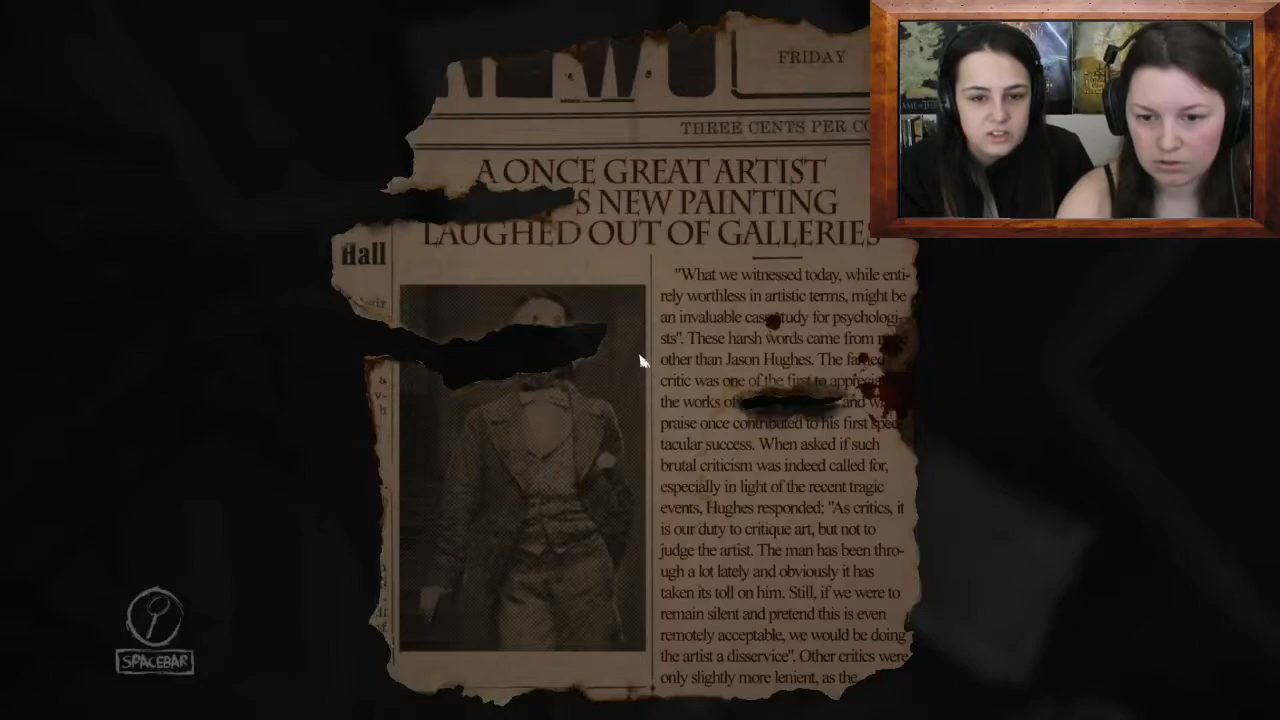 FRIDAY
THREE CENTS PER CO
A ONCE GREAT ARTIST
'S NEW PAINTING
LAUGHED OUT OF GALLERIES
Hall
"What we witnessed today, while enti-
rely worthless in artistic terms, might be
an invaluable case study for psychologi-
sts". These harsh words came from
other than Jason Hughes. The famed
critic was one of the first to
the works of and
praise once contributed to his first spec-
tacular success. When asked if such
brutal criticism was indeed called for,
especially in light of the recent tragic
events, Hughes responded: "As critics, it
is our duty to critique art, but not to
judge the artist. The man has been thro-
ugh a lot lately and obviously it has
taken its toll on him. Still, if we were to
remain silent and pretend this is even
remotely acceptable, we would be doing
the artist a disservice". Other critics were
only slightly more lenient, as the
SPACEBAR